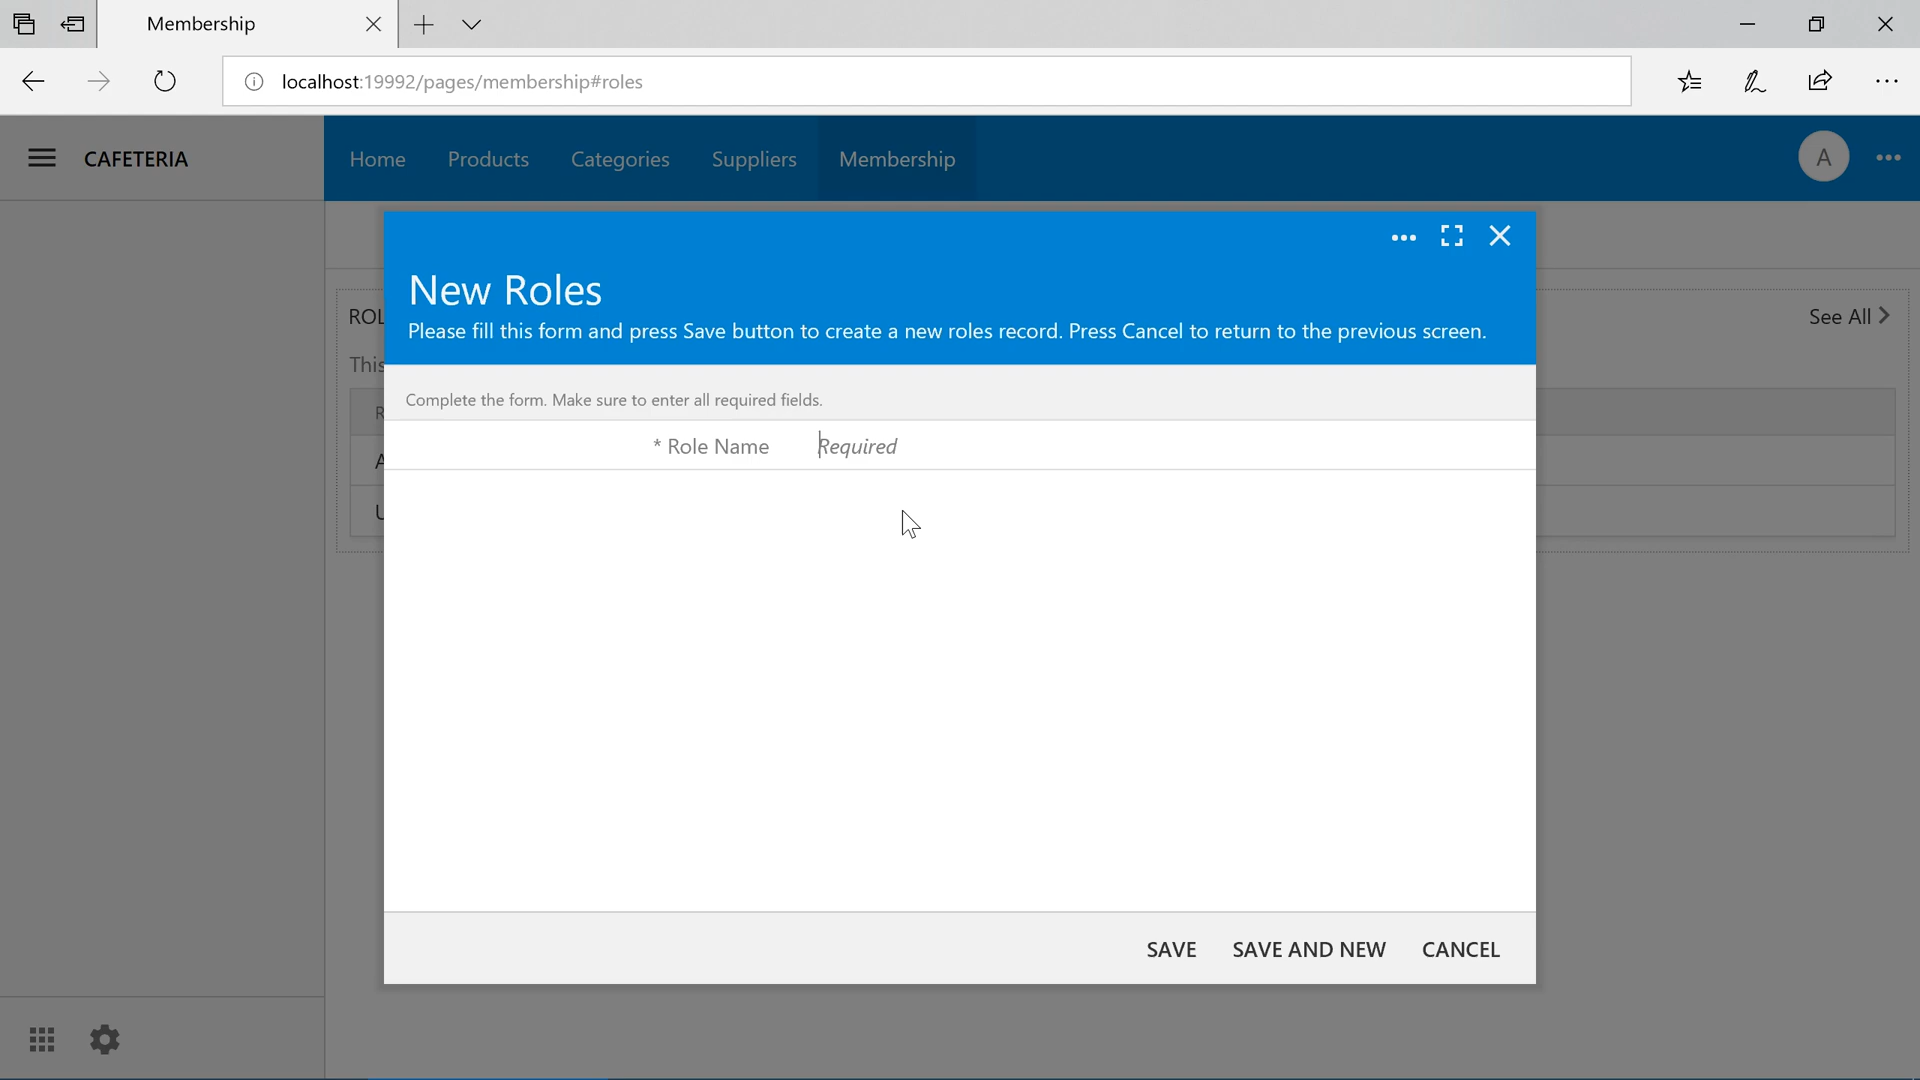 Membership
localhost:19992/pages/membership#roles
CAFETERIA
Home Products Categories Suppliers Membership
A
New Roles
Please fill this form and press Save button to create a new roles record. Press Cancel to return to the previous screen.
ROL
See All
This
Complete the form. Make sure to enter all required fields.
R
* Role Name Required
A
U
SAVE SAVE AND NEW CANCEL